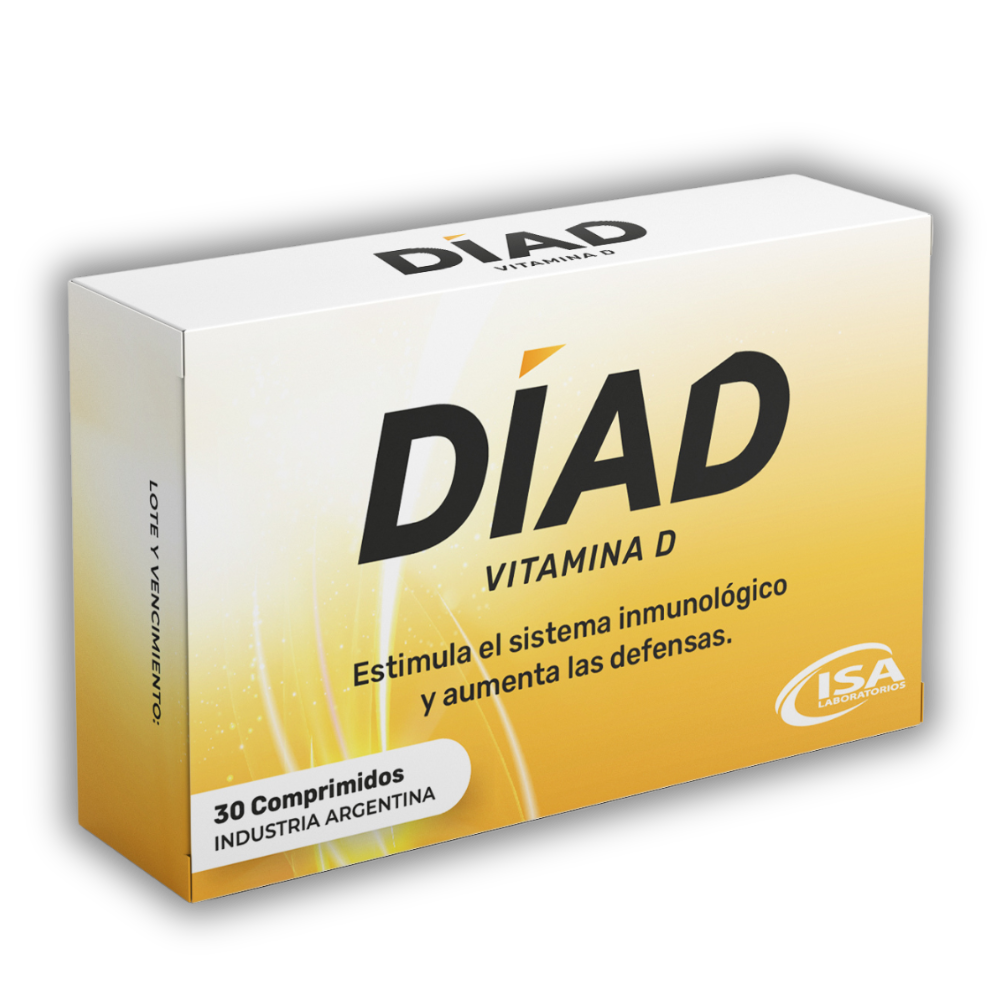 DÍAD
VITAMINA D
DÍAD
VITAMINA D
Estimula el sistema inmunológico
y aumenta las defensas.
ISA
LABORATORIOS
30 Comprimidos
INDUSTRIA ARGENTINA
LOTE Y VENCIMIENTO: